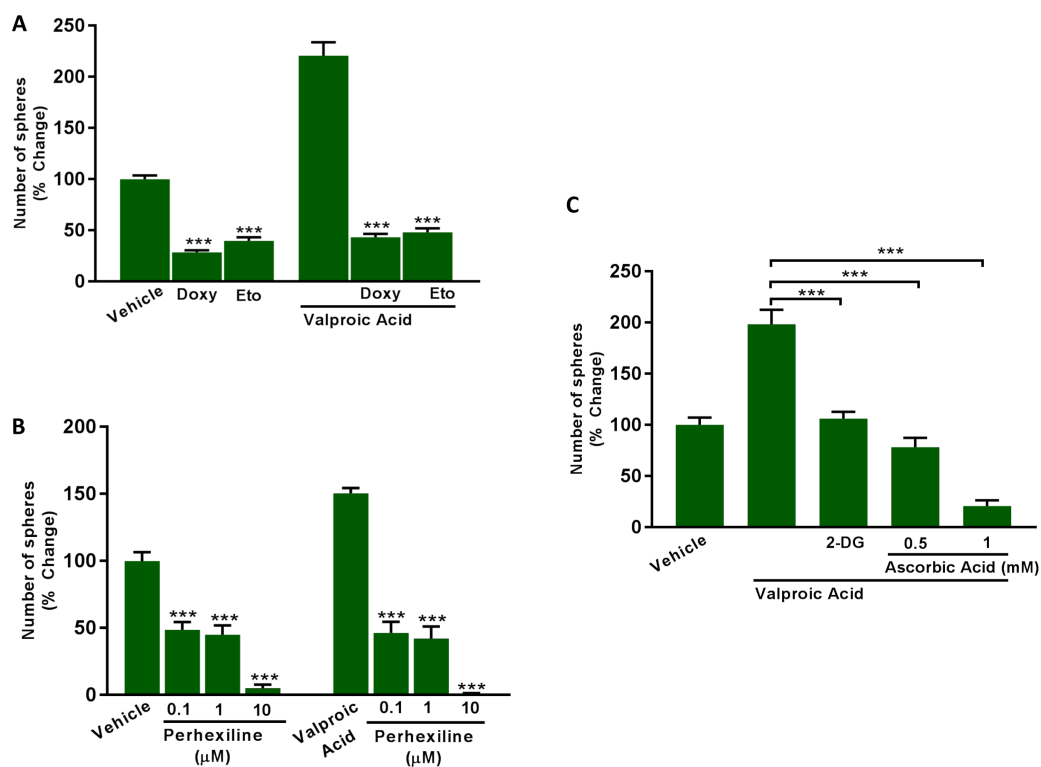 A
Number of spheres
(% Change)
250
200
150
100
50
0
*** *** *** ***
Vehicle Doxy Eto Doxy Eto
Valproic Acid
B
Number of spheres
(% Change)
200
150
100
50
0
*** *** *** *** *** ***
Vehicle 0.1 1 10 Valproic Acid 0.1 1 10
Perhexiline Perhexiline
(µM) (µM)
C
Number of spheres
(% Change)
250
200
150
100
50
0
***
***
***
Vehicle 2-DG 0.5 1
Ascorbic Acid (mM)
Valproic Acid